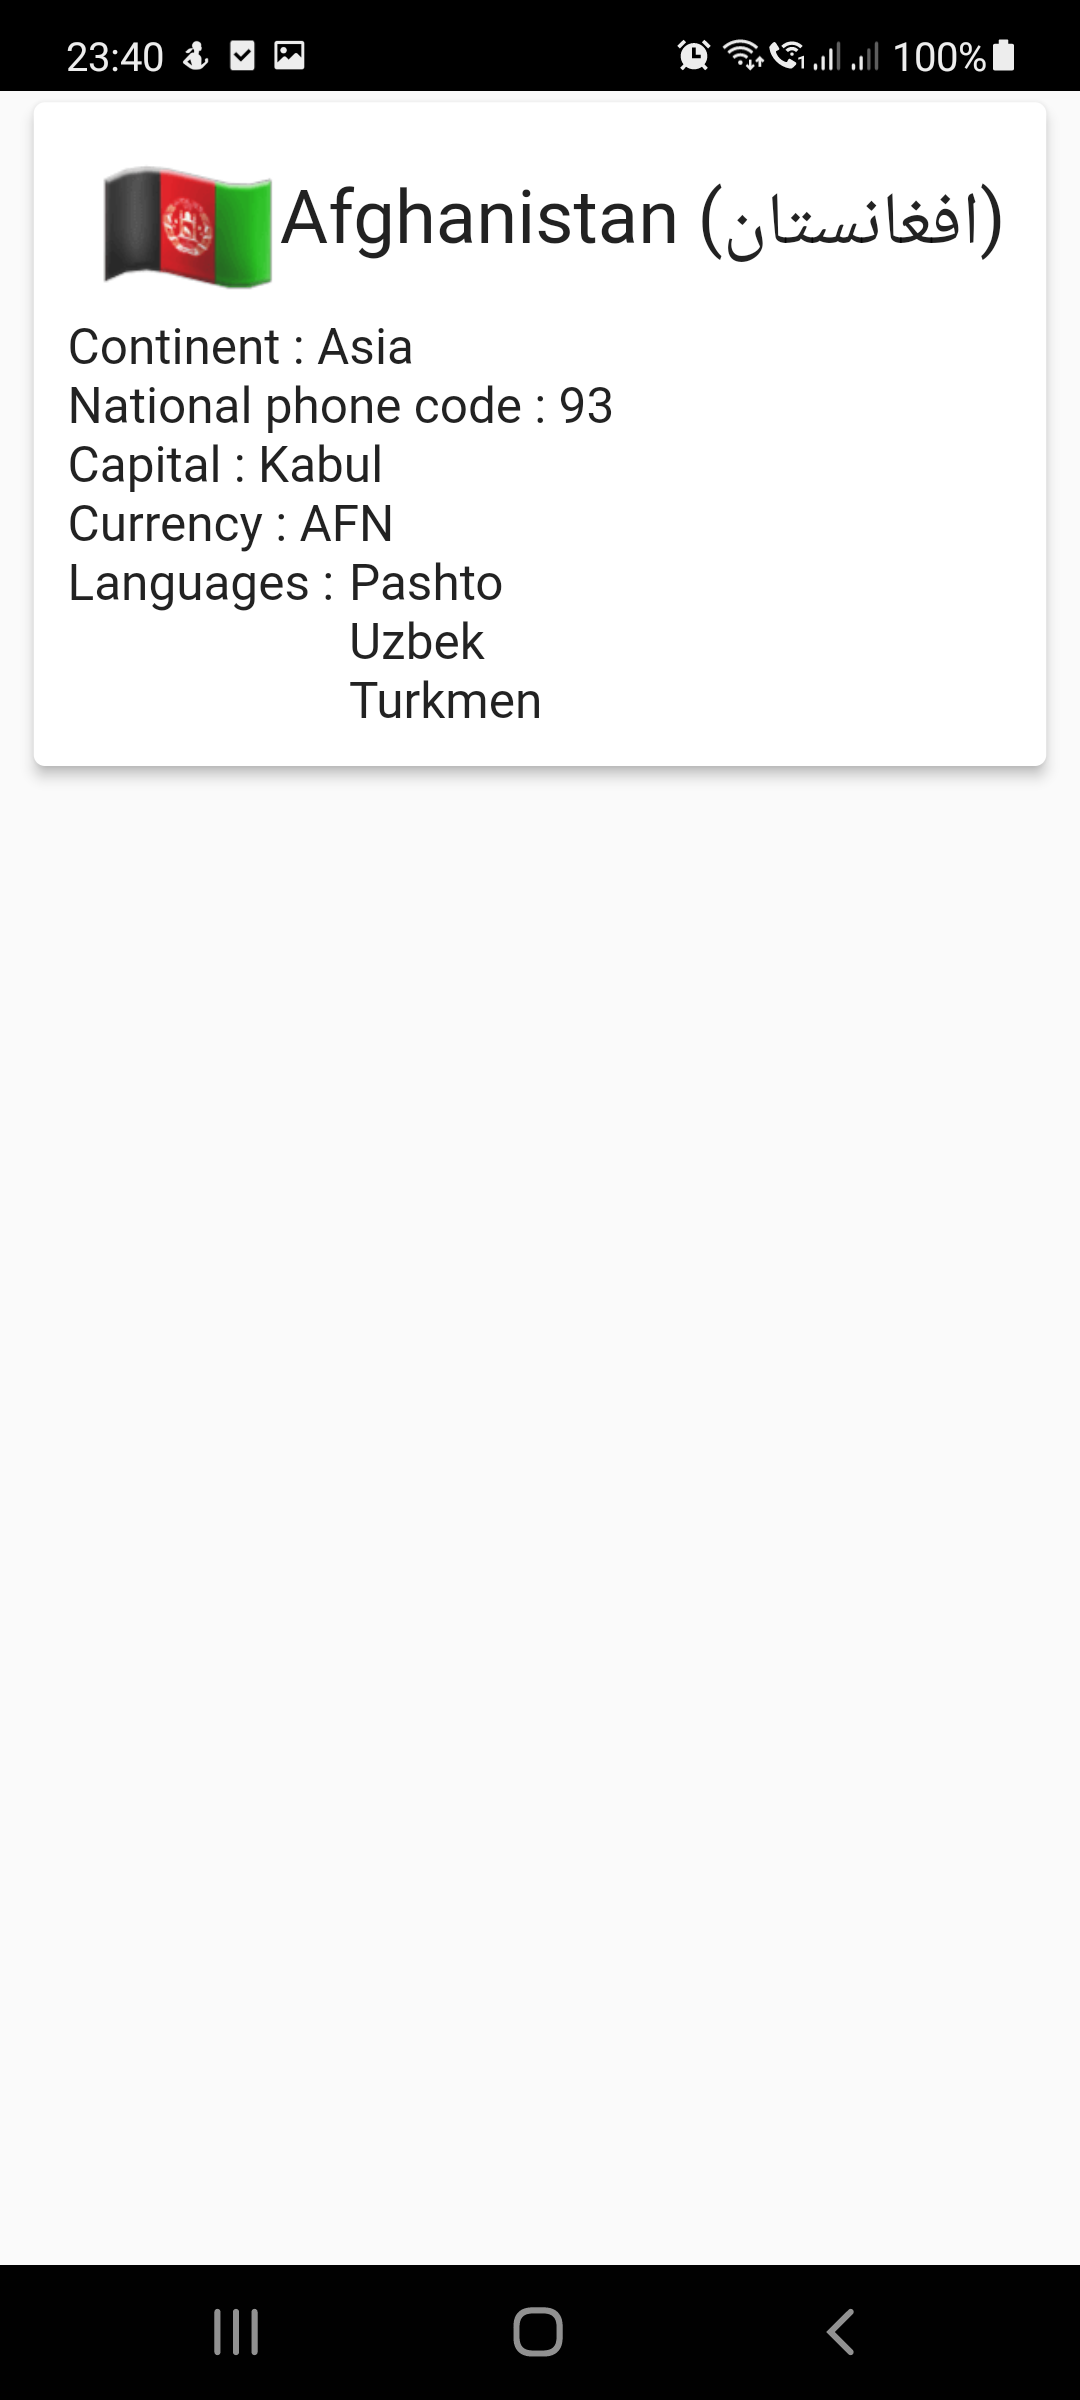 23:40 100%
Afghanistan (افغانستان)
Continent : Asia
National phone code : 93
Capital : Kabul
Currency : AFN
Languages : Pashto
Uzbek
Turkmen